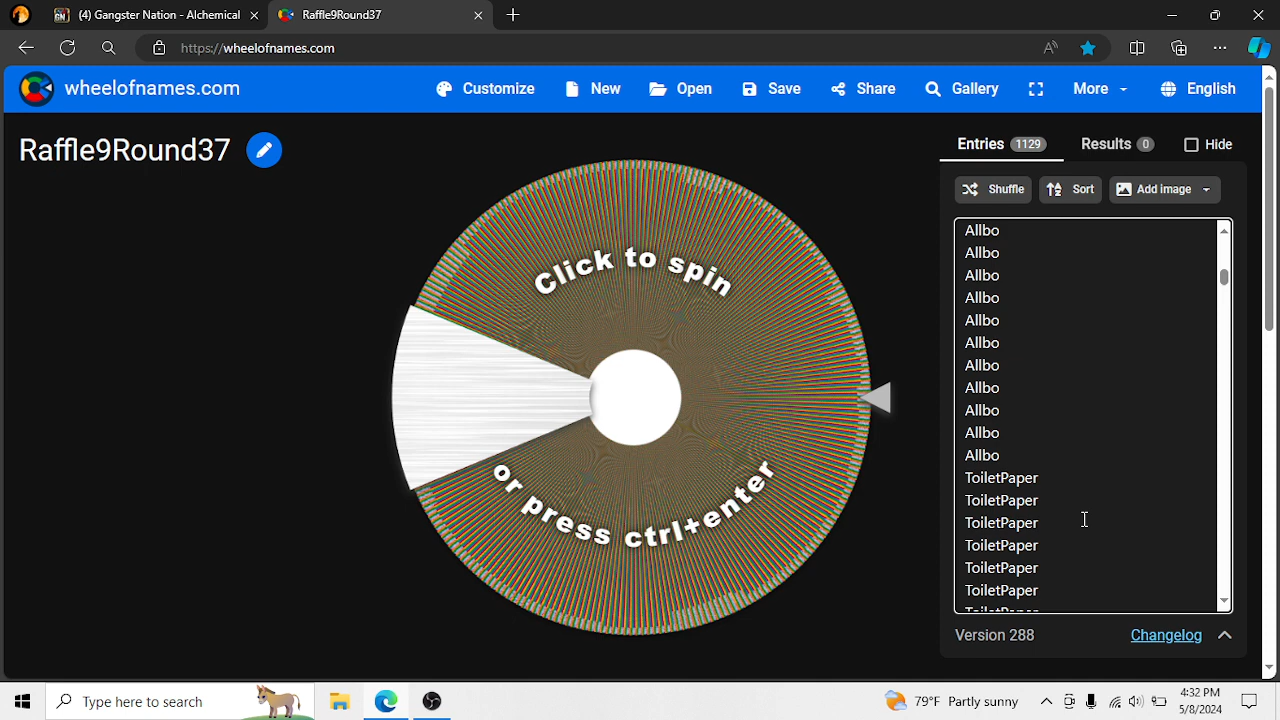 (4) Gangster Nation - Alchemical
Raffle9Round37
https://wheelofnames.com
wheelofnames.com
Customize
New
Open
Save
Share
Gallery
More
English
Raffle9Round37
Entries 1129
Results 0
Hide
Shuffle
Sort
Add image
Click to spin
or press ctrl+enter
Allbo
Allbo
Allbo
Allbo
Allbo
Allbo
Allbo
Allbo
Allbo
Allbo
Allbo
ToiletPaper
ToiletPaper
ToiletPaper
ToiletPaper
ToiletPaper
ToiletPaper
ToiletPaper
Version 288
Changelog
Type here to search
79°F Partly sunny
4:32 PM
5/8/2024